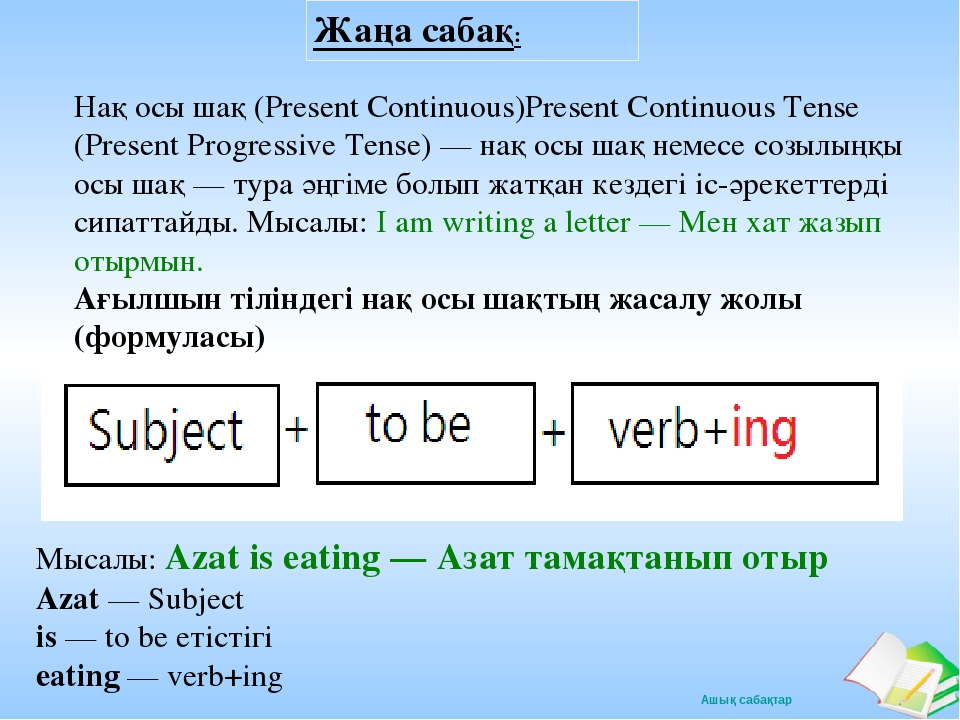 Жаңа сабақ:
Нақ осы шақ (Present Continuous)Present Continuous Tense
(Present Progressive Tense) — нақ осы шақ немесе созылыңқы
осы шақ — тура әңгіме болып жатқан кездегі іс-әрекеттерді
сипаттайды. Мысалы: I am writing a letter — Мен хат жазып
отырмын.
Ағылшын тіліндегі нақ осы шақтың жасалу жолы
(формуласы)
Subject + to be + verb+ing
Мысалы: Azat is eating — Азат тамақтанып отыр
Azat — Subject
is — to be етістігі
eating — verb+ing
Ашық сабақтар